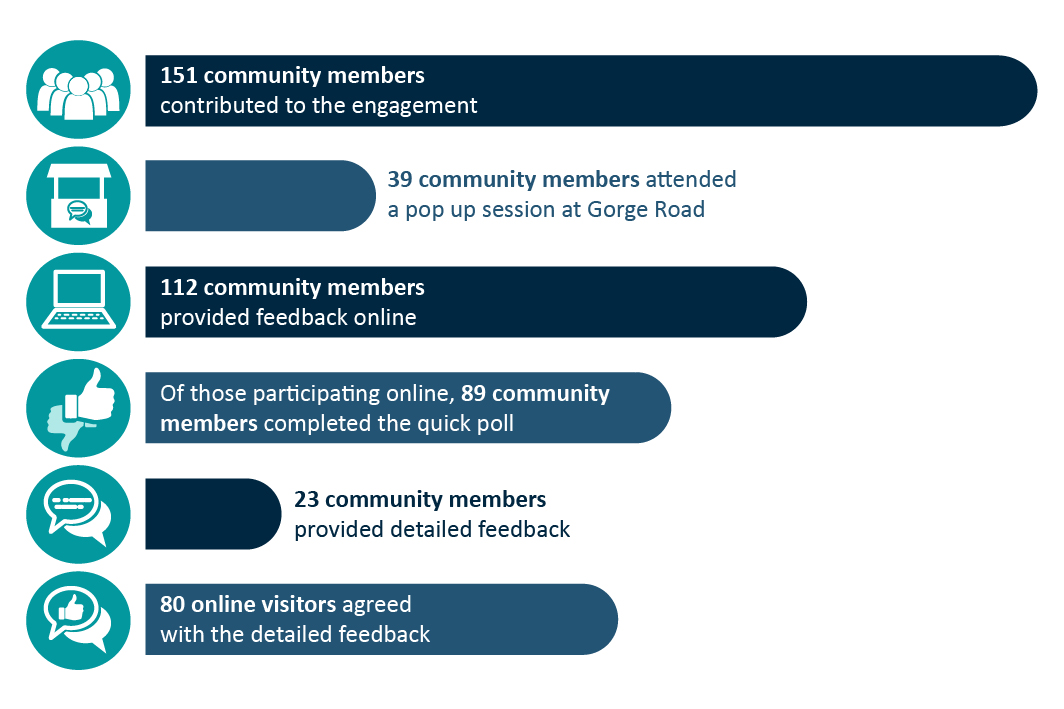 151 community members
contributed to the engagement
39 community members attended
a pop up session at Gorge Road
112 community members
provided feedback online
Of those participating online, 89 community
members completed the quick poll
23 community members
provided detailed feedback
80 online visitors agreed
with the detailed feedback